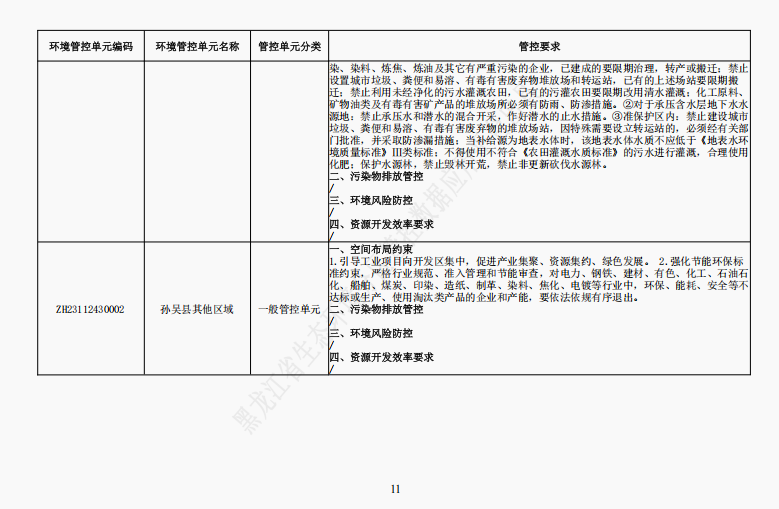 环境管控单元编码 环境管控单元名称 管控单元分类 管控要求
染、染料、炼焦、炼油及其它有严重污染的企业，已建成的要限期治理，转产或搬迁；禁止
设置城市垃圾、粪便和易溶、有毒有害废弃物堆放场和转运站，已有的上述场站要限期搬
迁；禁止利用未经净化的污水灌溉农田，已有的污灌农田要限期改用清水灌溉；化工原料、
矿物油类及有毒有害矿产品的堆放场所必须有防雨、防渗措施。②对于承压含水层地下水水
源地：禁止承压水和潜水的混合开采，作好潜水的止水措施。③准保护区内：禁止建设城市
垃圾、粪便和易溶、有毒有害废弃物的堆放场站，因特殊需要设立转运站的，必须经有关部
门批准，并采取防渗漏措施；当补给源为地表水体时，该地表水体水质不应低于《地表水环
境质量标准》Ⅲ类标准；不得使用不符合《农田灌溉水质标准》的污水进行灌溉，合理使用
化肥；保护水源林，禁止毁林开荒，禁止非更新砍伐水源林。
二、污染物排放管控
/
三、环境风险防控
/
四、资源开发效率要求
/
ZH23112430002 孙吴县其他区域 一般管控单元
一、空间布局约束
1.引导工业项目向开发区集中，促进产业集聚、资源集约、绿色发展。 2.强化节能环保标
准约束，严格行业规范、准入管理和节能审查，对电力、钢铁、建材、有色、化工、石油石
化、船舶、煤炭、印染、造纸、制革、染料、焦化、电镀等行业中，环保、能耗、安全等不
达标或生产、使用淘汰类产品的企业和产能，要依法依规有序退出。
二、污染物排放管控
/
三、环境风险防控
/
四、资源开发效率要求
/
黑龙江省生态
数据应
11